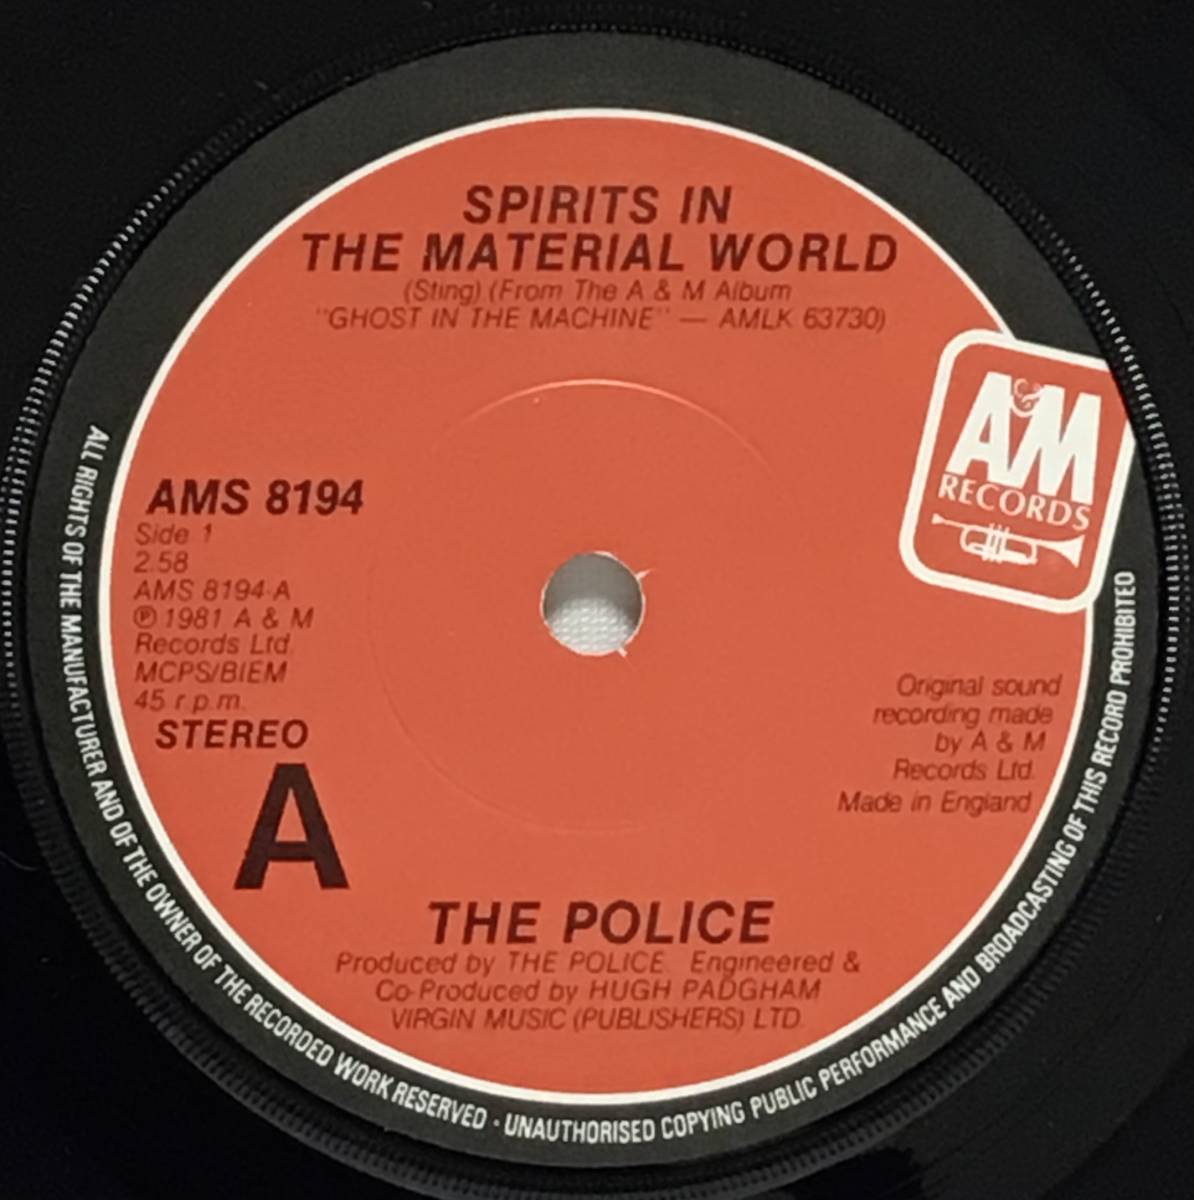 SPIRITS IN
THE MATERIAL WORLD
(Sting) (From The A & M Album
"GHOST IN THE MACHINE" — AMLK 63730)
A&M
RECORDS
AMS 8194
Side 1
2.58
AMS 8194-A
℗ 1981 A & M
Records Ltd.
MCPS/BIEM
45 r.p.m.
STEREO
A
Original sound
recording made
by A & M
Records Ltd.
Made in England
THE POLICE
Produced by THE POLICE. Engineered &
Co-Produced by HUGH PADGHAM
VIRGIN MUSIC (PUBLISHERS) LTD.
ALL RIGHTS OF THE MANUFACTURER AND OF THE OWNER OF THE RECORDED WORK RESERVED · UNAUTHORISED COPYING PUBLIC PERFORMANCE AND BROADCASTING OF THIS RECORD PROHIBITED